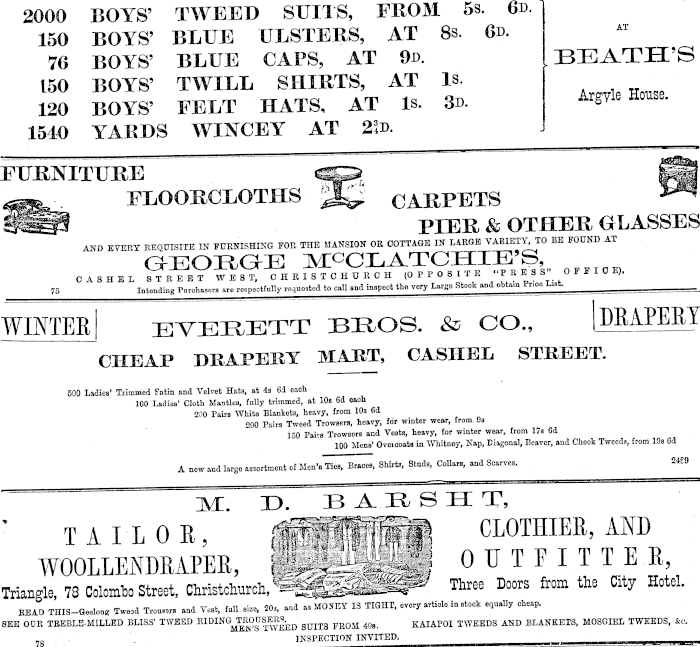 2000 BOYS' TWEED SUITS, FROM 5s. 6D.
150 BOYS' BLUE ULSTERS, AT 8s. 6D.
76 BOYS' BLUE CAPS, AT 9D.
150 BOYS' TWILL SHIRTS, AT 1s.
120 BOYS' FELT HATS, AT 1s. 3D.
1540 YARDS WINCEY AT 2¾D.
AT
BEATH'S
Argyle House.
FURNITURE
FLOORCLOTHS
CARPETS
PIER & OTHER GLASSES
AND EVERY REQUISITE IN FURNISHING FOR THE MANSION OR COTTAGE IN LARGE VARIETY, TO BE FOUND AT
GEORGE McCLATCHIE'S,
CASHEL STREET WEST, CHRISTCHURCH (OPPOSITE "PRESS" OFFICE).
75 Intending Purchasers are respectfully requested to call and inspect the very Large Stock and obtain Price List.
WINTER
EVERETT BROS. & CO.,
DRAPERY
CHEAP DRAPERY MART, CASHEL STREET.
500 Ladies' Trimmed Satin and Velvet Hats, at 4s 6d each
100 Ladies' Cloth Mantles, fully trimmed, at 10s 6d each
200 Pairs White Blankets, heavy, from 10s 6d
200 Pairs Tweed Trowsers, heavy, for winter wear, from 9s
150 Pairs Trowsers and Vests, heavy, for winter wear, from 17s 6d
100 Mens' Overcoats in Whitney, Nap, Diagonal, Beaver, and Check Tweeds, from 19s 6d
A new and large assortment of Men's Ties, Braces, Shirts, Studs, Collars, and Scarves. 2489
M. D. BARSHT,
TAILOR,
WOOLLENDRAPER,
Triangle, 78 Colombo Street, Christchurch,
CLOTHIER, AND
OUTFITTER,
Three Doors from the City Hotel.
READ THIS—Geelong Tweed Trousers and Vest, full size, 20s, and as MONEY IS TIGHT, every article in stock equally cheap.
SEE OUR TREBLE-MILLED BLISS' TWEED RIDING TROUSERS.
MEN'S TWEED SUITS FROM 40s.
KAIAPOI TWEEDS AND BLANKETS, MOSGIEL TWEEDS, &c.
78 INSPECTION INVITED.